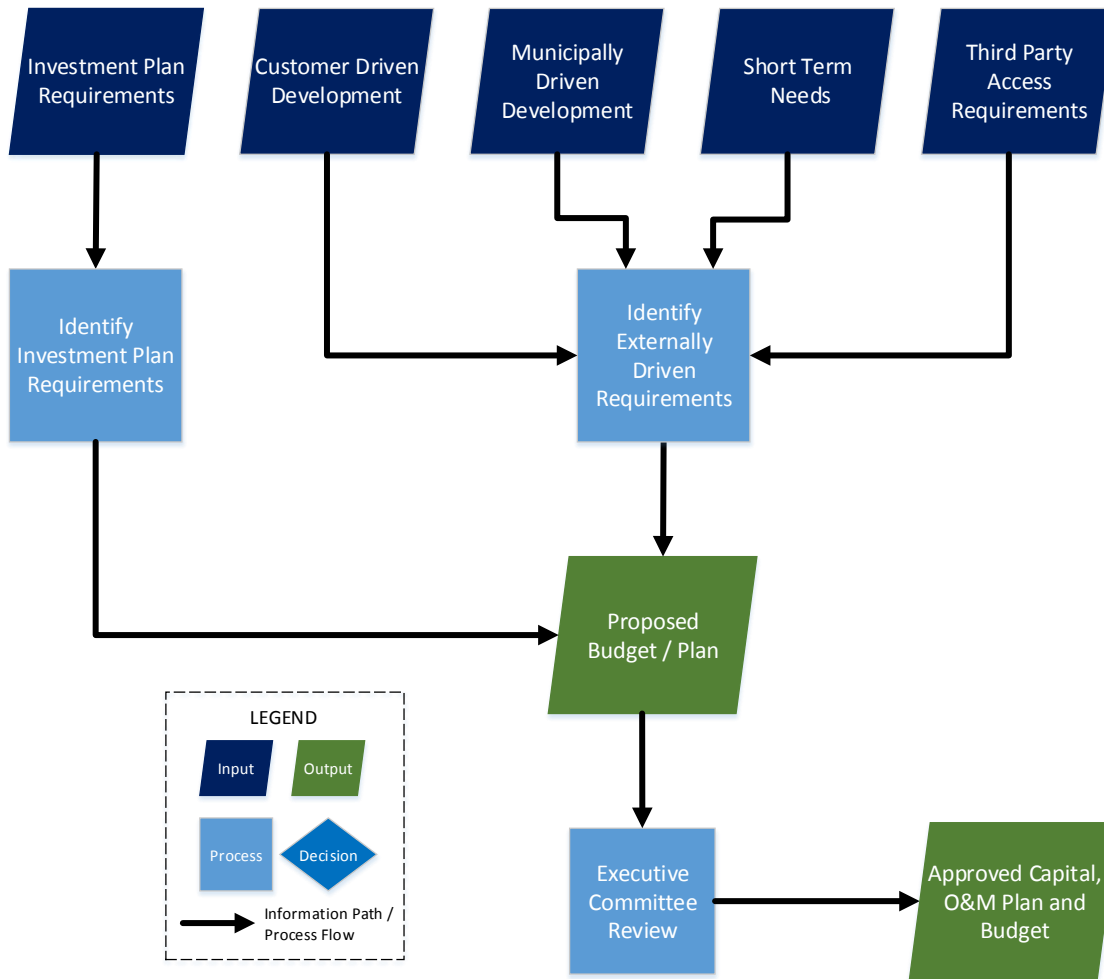 Investment Plan
Requirements
Customer Driven
Development
Municipally
Driven
Development
Short Term
Needs
Third Party
Access
Requirements
Identify
Investment Plan
Requirements
Identify
Externally
Driven
Requirements
Proposed
Budget / Plan
LEGEND
Input
Output
Process
Decision
Information Path /
Process Flow
Executive
Committee
Review
Approved Capital,
O&M Plan and
Budget